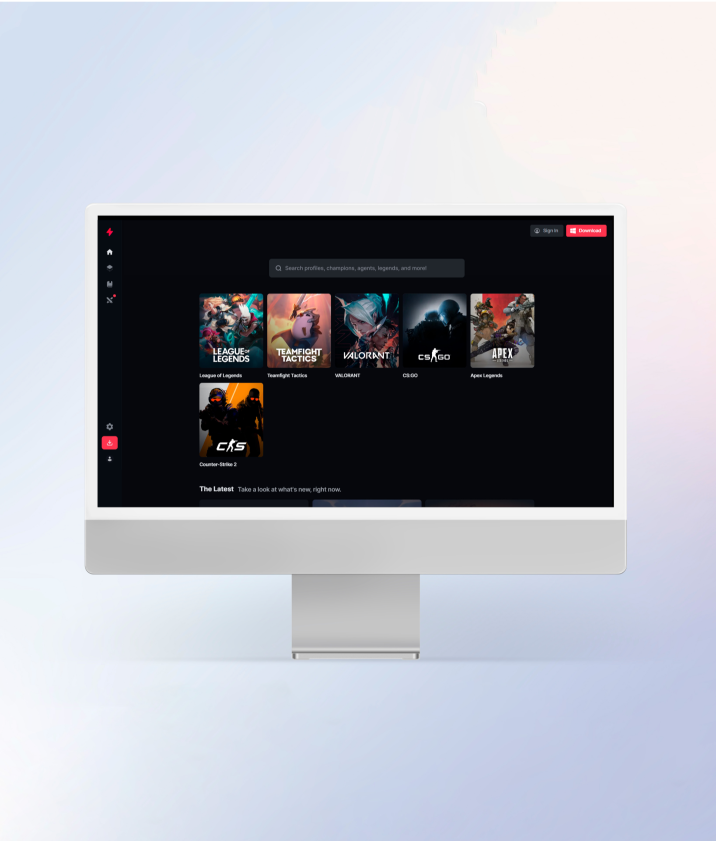 Sign in
Download
Search profiles, champions, agents, legends, and more!
LEAGUE OF
LEGENDS
TEAMFIGHT
TACTICS
VALORANT
CS GO
APEX
League of Legends
Teamfight Tactics
VALORANT
CS:GO
Apex Legends
CS
Counter-Strike 2
The Latest Take a look at what's new, right now.